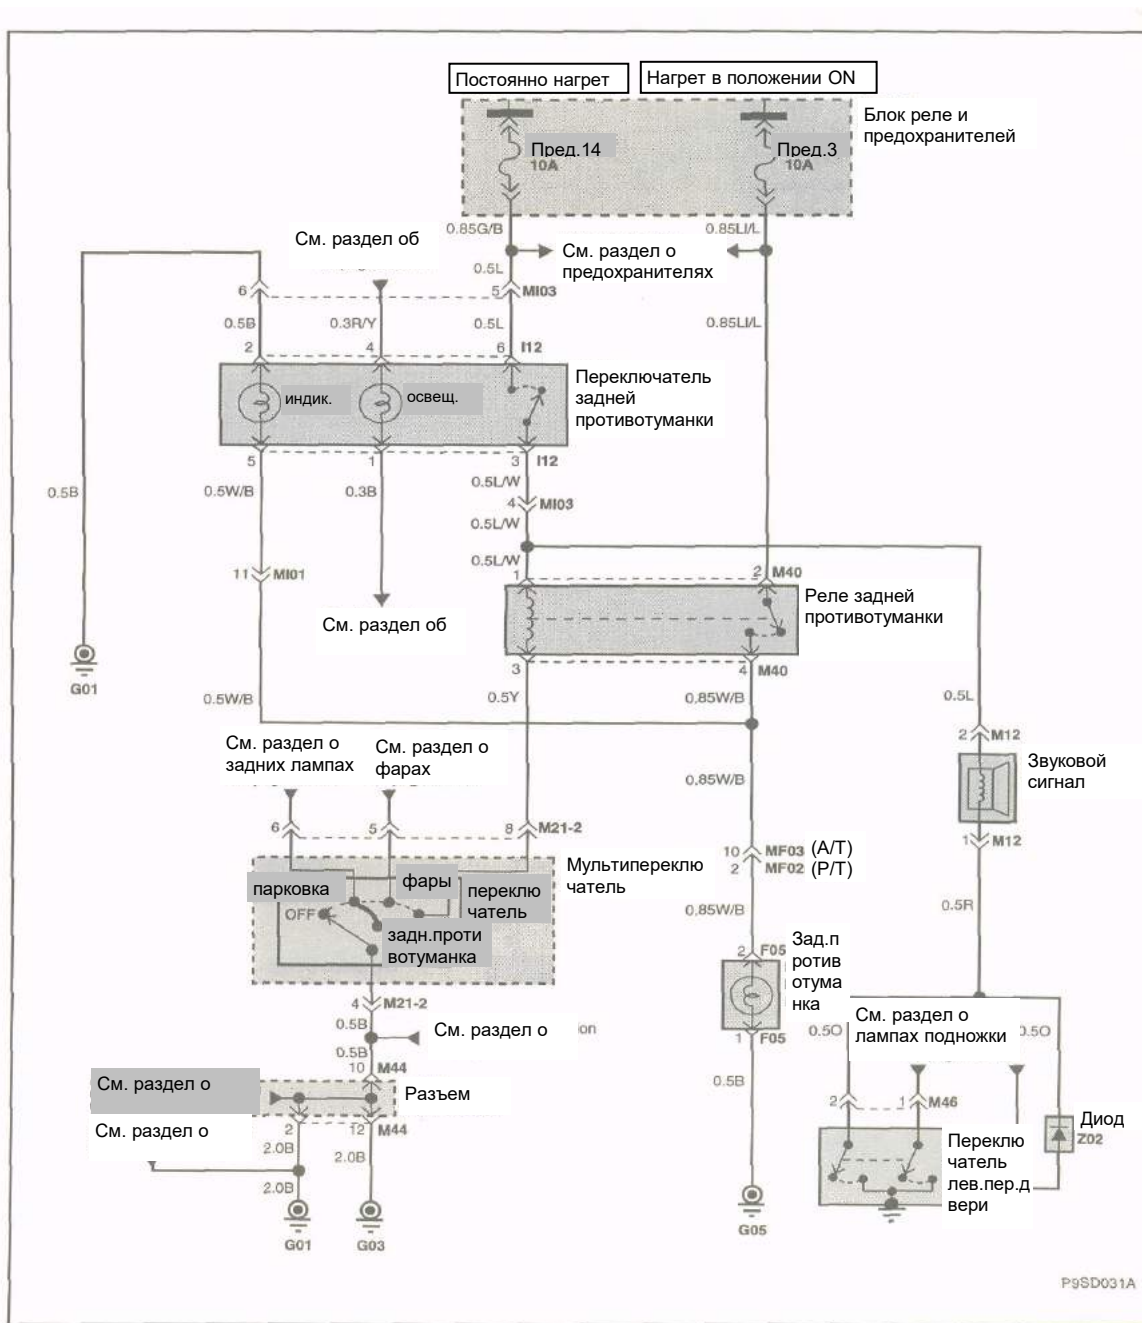 Постоянно нагрет
Нагрет в положении ON
Блок реле и
предохранителей
Пред.14
10A
Пред.3
10A
0.85G/B
0.85LI/L
См. раздел об
См. раздел о
предохранителях
0.5L
6
5
MI03
0.5B
0.3R/Y
0.5L
0.85LI/L
2
4
6
I12
индик.
освещ.
Переключатель
задней
противотуманки
5
1
3
I12
0.5B
0.5W/B
0.3B
0.5L/W
4
MI03
0.5L/W
0.5L/W
11
MI01
1
2
M40
Реле задней
противотуманки
См. раздел об
G01
3
4
M40
0.5W/B
0.5Y
0.85W/B
0.5L
См. раздел о
задних лампах
См. раздел о
фарах
2
M12
Звуковой
сигнал
0.85W/B
6
5
8
M21-2
1
M12
10
MF03
(A/T)
2
MF02
(P/T)
Мультипереклю
чатель
парковка
фары
переклю
чатель
OFF
задн.проти
вотуманка
0.85W/B
0.5R
2
F05
Зад.п
ротив
отума
нка
4
M21-2
0.5B
См. раздел о
ion
1
F05
0.5O
См. раздел о
лампах подножки
0.5O
0.5B
10
M44
0.5B
См. раздел о
Разъем
2
1
M46
2
12
M44
См. раздел о
2.0B
2.0B
Диод
Z02
Переклю
чатель
лев.пер.д
вери
2.0B
G01
G03
G05
P9SD031A